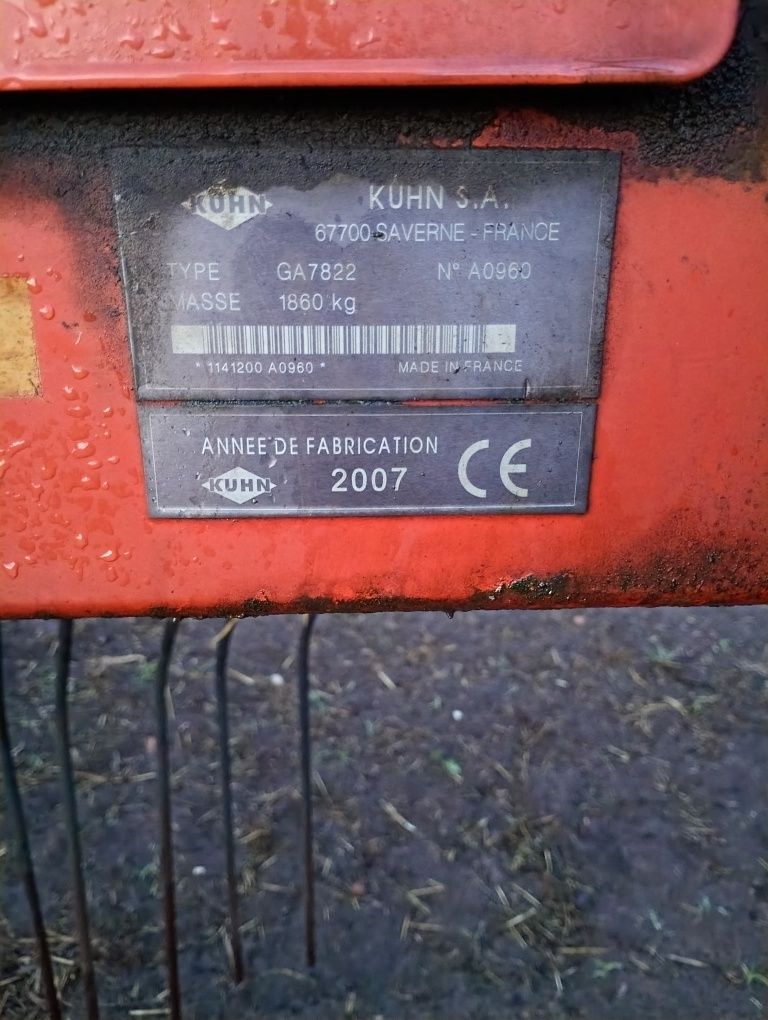 KUHN KUHN S.A.
67700 SAVERNE - FRANCE
TYPE GA7822 N° A0960
MASSE 1860 kg
* 1141200 A0960 * MADE IN FRANCE
ANNEE DE FABRICATION
KUHN 2007 CE